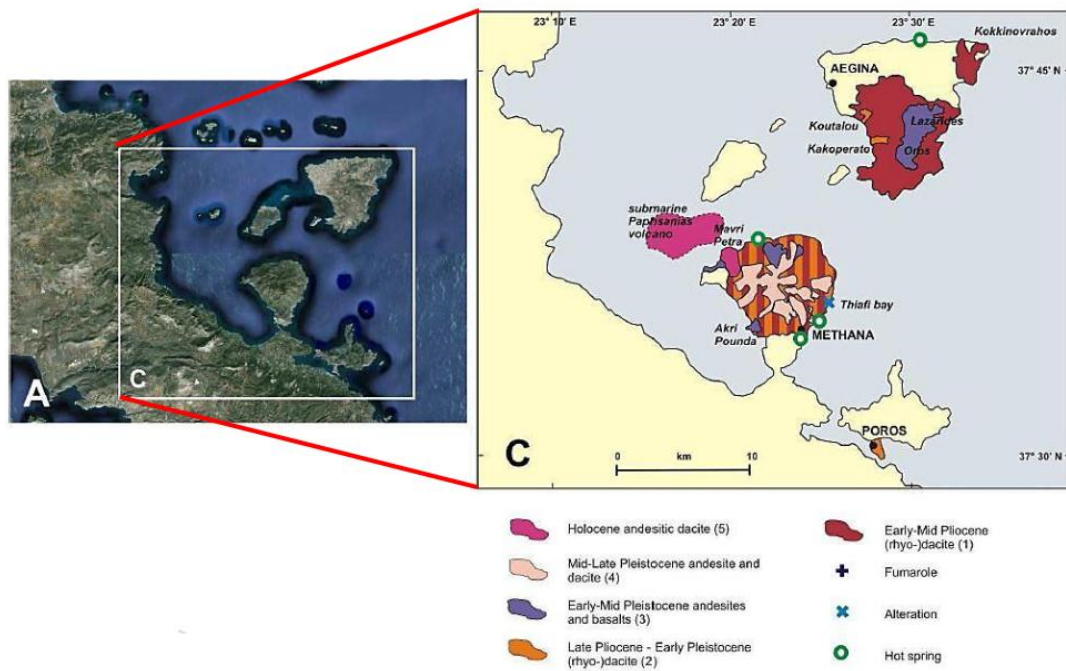 A
C
23° 10' E
23° 20' E
23° 30' E
Kokkinovrahos
AEGINA
37° 45' N
Koutalou
Lazarides
Kakoperato
Oros
submarine
Paphsanias
volcano
Mavri
Petra
Thiafi bay
Akri
Pounda
METHANA
POROS
C
0 km 10
37° 30' N
Holocene andesitic dacite (5)
Mid-Late Pleistocene andesite and
dacite (4)
Early-Mid Pleistocene andesites
and basalts (3)
Late Pliocene - Early Pleistocene
(rhyo-)dacite (2)
Early-Mid Pliocene
(rhyo-)dacite (1)
Fumarole
Alteration
Hot spring